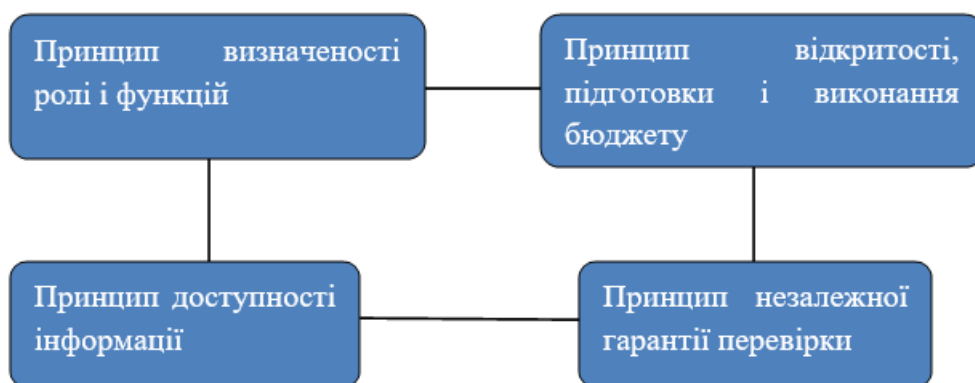 Принцип визначеності
ролі і функцій
Принцип відкритості,
підготовки і виконання
бюджету
Принцип доступності
інформації
Принцип незалежної
гарантії перевірки